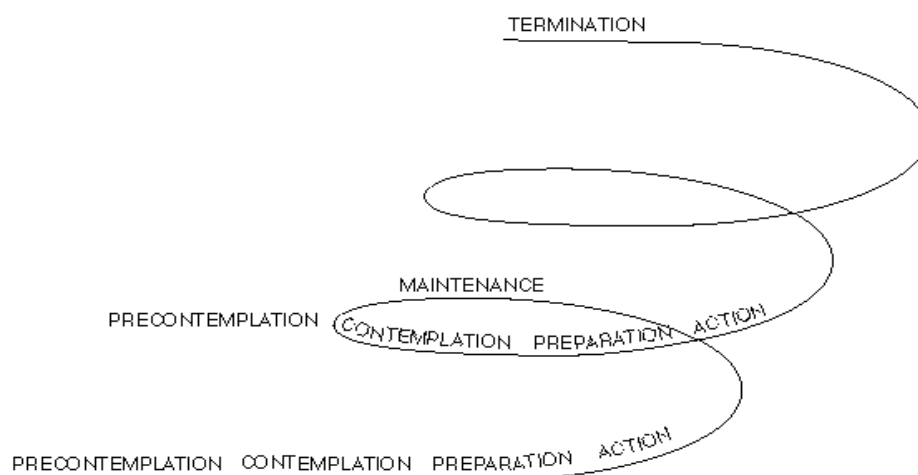 TERMINATION
MAINTENANCE
PRECONTEMPLATION CONTEMPLATION PREPARATION ACTION
PRECONTEMPLATION CONTEMPLATION PREPARATION ACTION